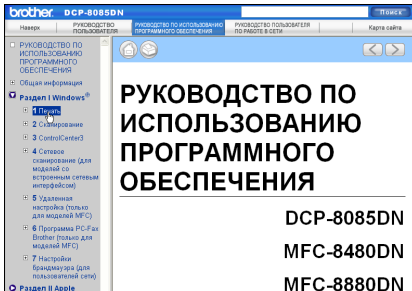 brother. DCP-8085DN
Поиск
Наверх
РУКОВОДСТВО
ПОЛЬЗОВАТЕЛЯ
РУКОВОДСТВО ПО ИСПОЛЬЗОВАНИЮ
ПРОГРАММНОГО ОБЕСПЕЧЕНИЯ
РУКОВОДСТВО ПОЛЬЗОВАТЕЛЯ
ПО РАБОТЕ В СЕТИ
Карта сайта
РУКОВОДСТВО ПО
ИСПОЛЬЗОВАНИЮ
ПРОГРАММНОГО
ОБЕСПЕЧЕНИЯ
Общая информация
Раздел I Windows®
1 Печать
2 Сканирование
3 ControlCenter3
4 Сетевое
сканирование (для
моделей со
встроенным сетевым
интерфейсом)
5 Удаленная
настройка (только
для моделей MFC)
6 Программа PC-Fax
Brother (только для
моделей MFC)
7 Настройки
брандмауэра (для
пользователей сети)
Раздел II Apple
РУКОВОДСТВО ПО
ИСПОЛЬЗОВАНИЮ
ПРОГРАММНОГО
ОБЕСПЕЧЕНИЯ
DCP-8085DN
MFC-8480DN
MFC-8880DN